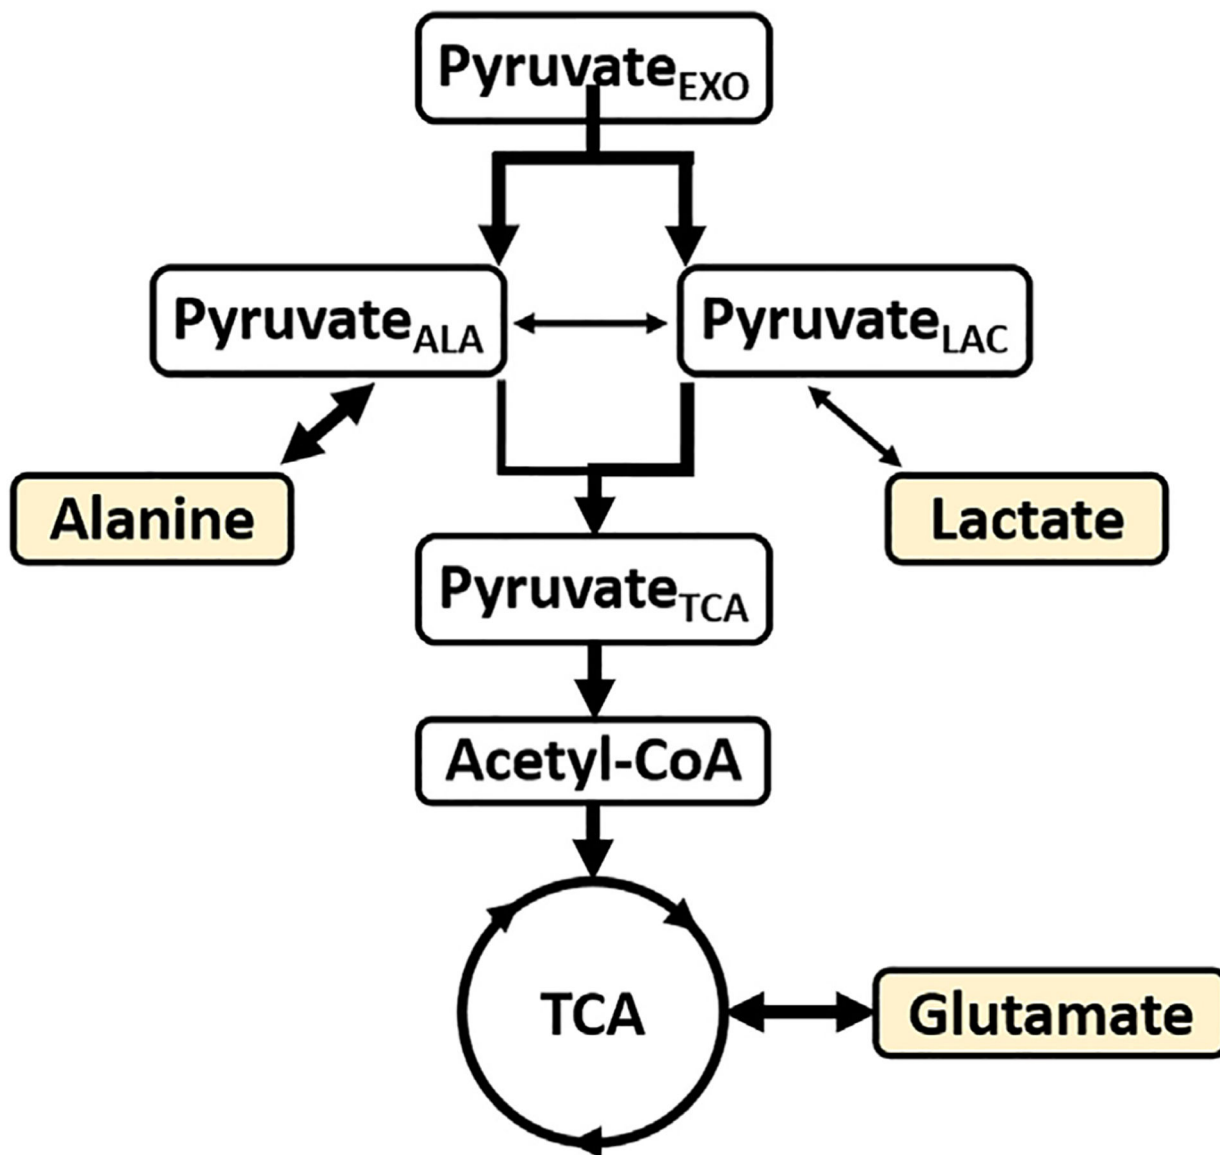 PyruvateEXO
PyruvateALA
PyruvateLAC
Alanine
Lactate
PyruvateTCA
Acetyl-CoA
TCA
Glutamate